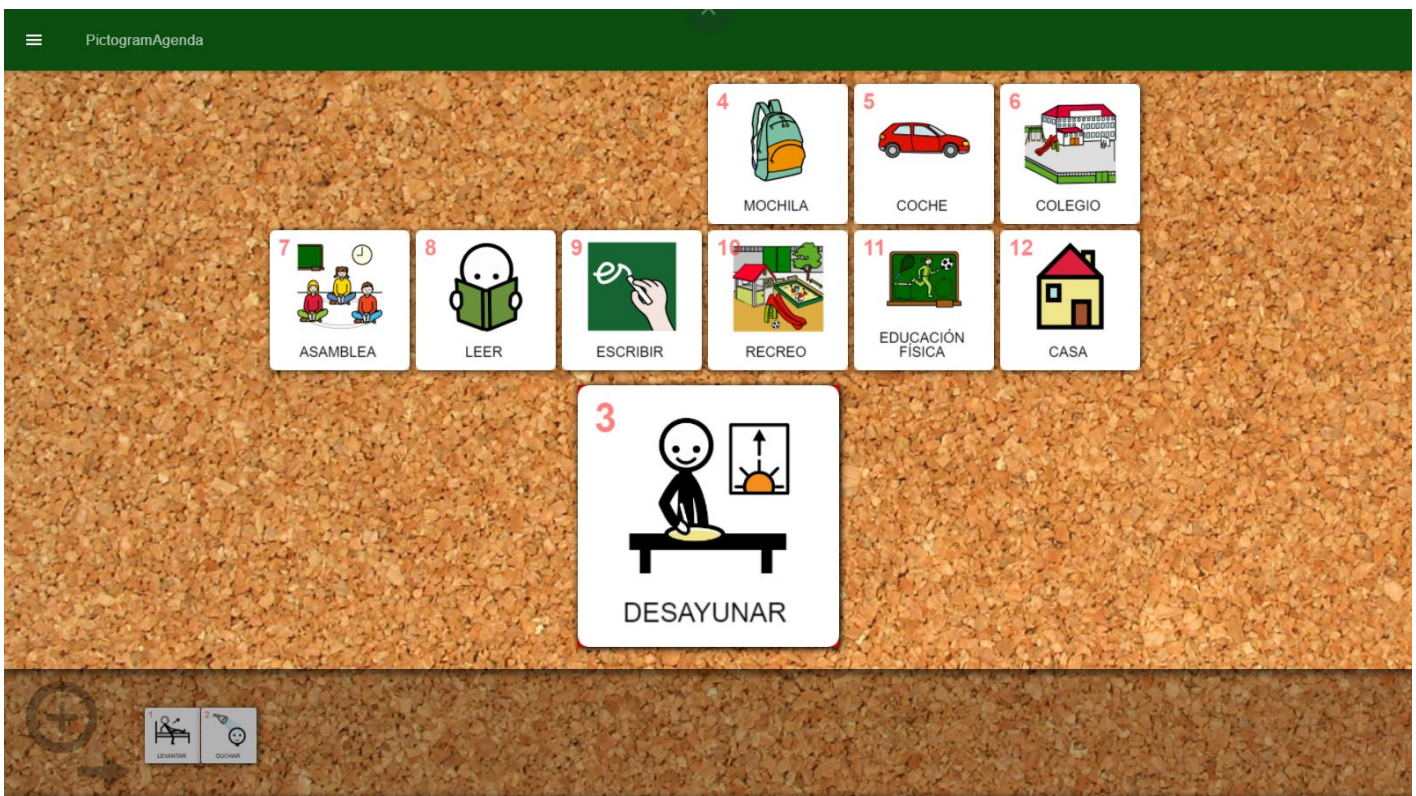 PictogramAgenda
4
MOCHILA
5
COCHE
6
COLEGIO
7
ASAMBLEA
8
LEER
9
ESCRIBIR
10
RECREO
11
EDUCACIÓN
FÍSICA
12
CASA
3
DESAYUNAR
1
LEVANTAR
2
DUCHAR